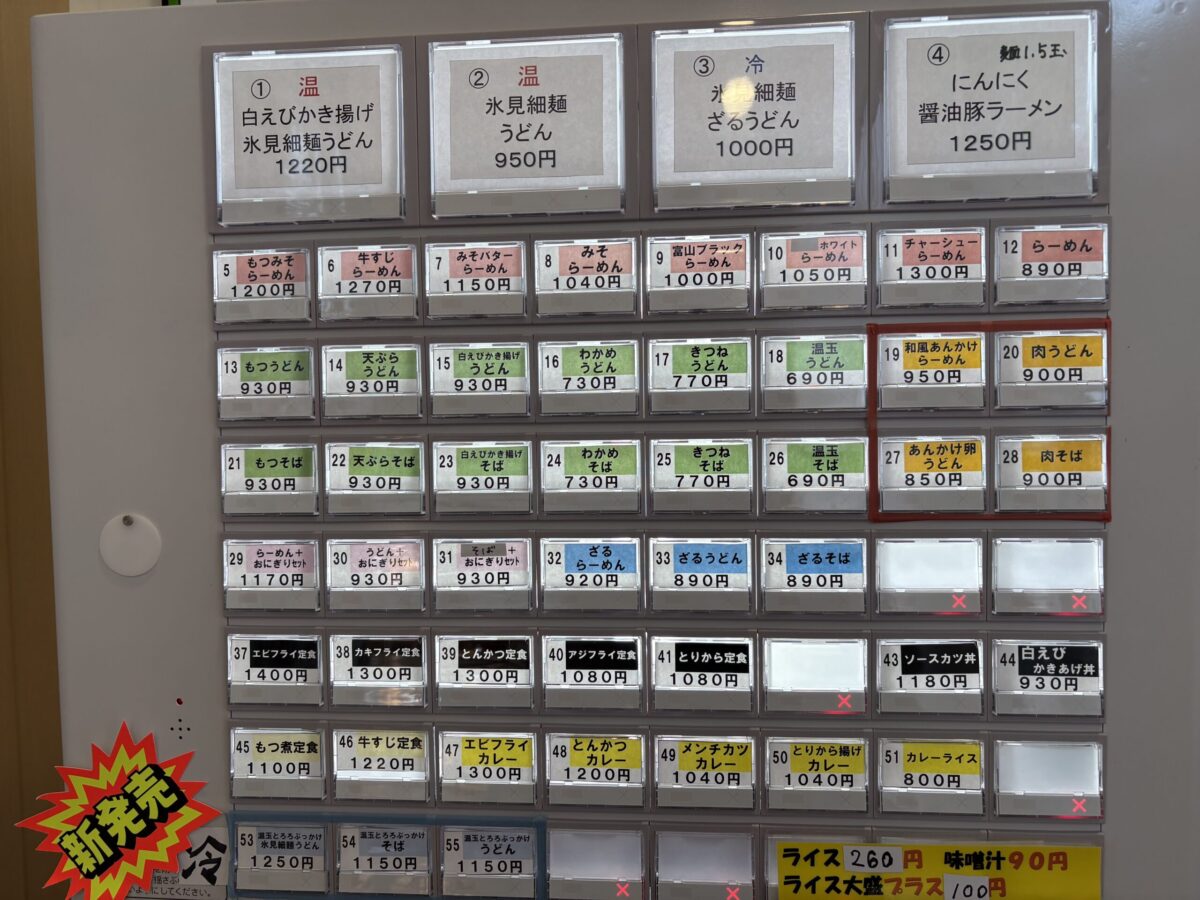 ① 温
白えびかき揚げ
氷見細麺うどん
1220円
② 温
氷見細麺
うどん
950円
③ 冷
氷見細麺
ざるうどん
1000円
④ 麺1.5玉
にんにく
醤油豚ラーメン
1250円
5 もつみそ
らーめん
1200円
6 牛すじ
らーめん
1270円
7 みそバター
らーめん
1150円
8 みそ
らーめん
1040円
9 富山ブラック
らーめん
1000円
10 ホワイト
らーめん
1050円
11 チャーシュー
らーめん
1300円
12 らーめん
890円
13 もつうどん
930円
14 天ぷら
うどん
930円
15 白えびかき揚げ
うどん
930円
16 わかめ
うどん
730円
17 きつね
うどん
770円
18 温玉
うどん
690円
19 和風あんかけ
らーめん
950円
20 肉うどん
900円
21 もつそば
930円
22 天ぷらそば
930円
23 白えびかき揚げ
そば
930円
24 わかめ
そば
730円
25 きつね
そば
770円
26 温玉
そば
690円
27 あんかけ卵
うどん
850円
28 肉そば
900円
29 らーめん+
おにぎりセット
1170円
30 うどん+
おにぎりセット
930円
31 そば+
おにぎりセット
930円
32 ざる
らーめん
920円
33 ざるうどん
890円
34 ざるそば
890円
37 エビフライ定食
1400円
38 カキフライ定食
1300円
39 とんかつ定食
1300円
40 アジフライ定食
1080円
41 とりから定食
1080円
43 ソースカツ丼
1180円
44 白えび
かきあげ丼
930円
45 もつ煮定食
1100円
46 牛すじ定食
1220円
47 エビフライ
カレー
1300円
48 とんかつ
カレー
1200円
49 メンチカツ
カレー
1040円
50 とりから揚げ
カレー
1040円
51 カレーライス
800円
新発売
冷
53 温玉とろろぶっかけ
氷見細麺うどん
1250円
54 温玉とろろぶっかけ
そば
1150円
55 温玉とろろぶっかけ
うどん
1150円
ライス 260円 味噌汁90円
ライス大盛プラス 100円